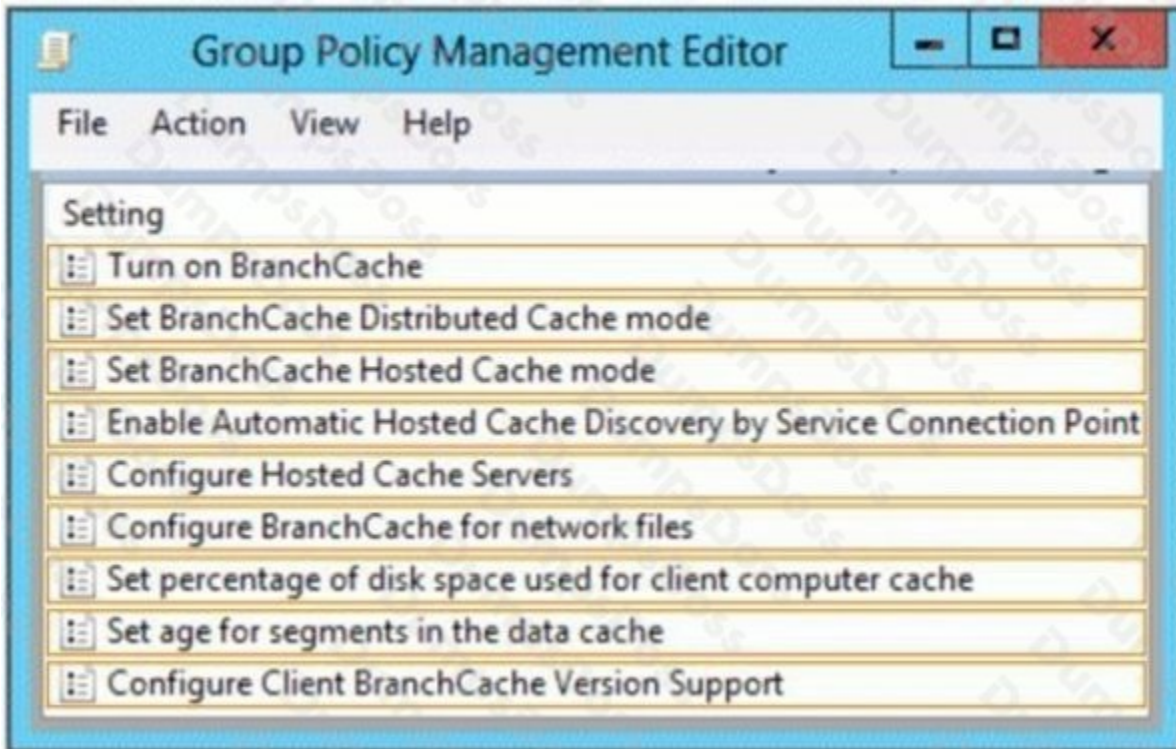 Group Policy Management Editor
File Action View Help
Setting
Turn on BranchCache
Set BranchCache Distributed Cache mode
Set BranchCache Hosted Cache mode
Enable Automatic Hosted Cache Discovery by Service Connection Point
Configure Hosted Cache Servers
Configure BranchCache for network files
Set percentage of disk space used for client computer cache
Set age for segments in the data cache
Configure Client BranchCache Version Support
DumpsDoss